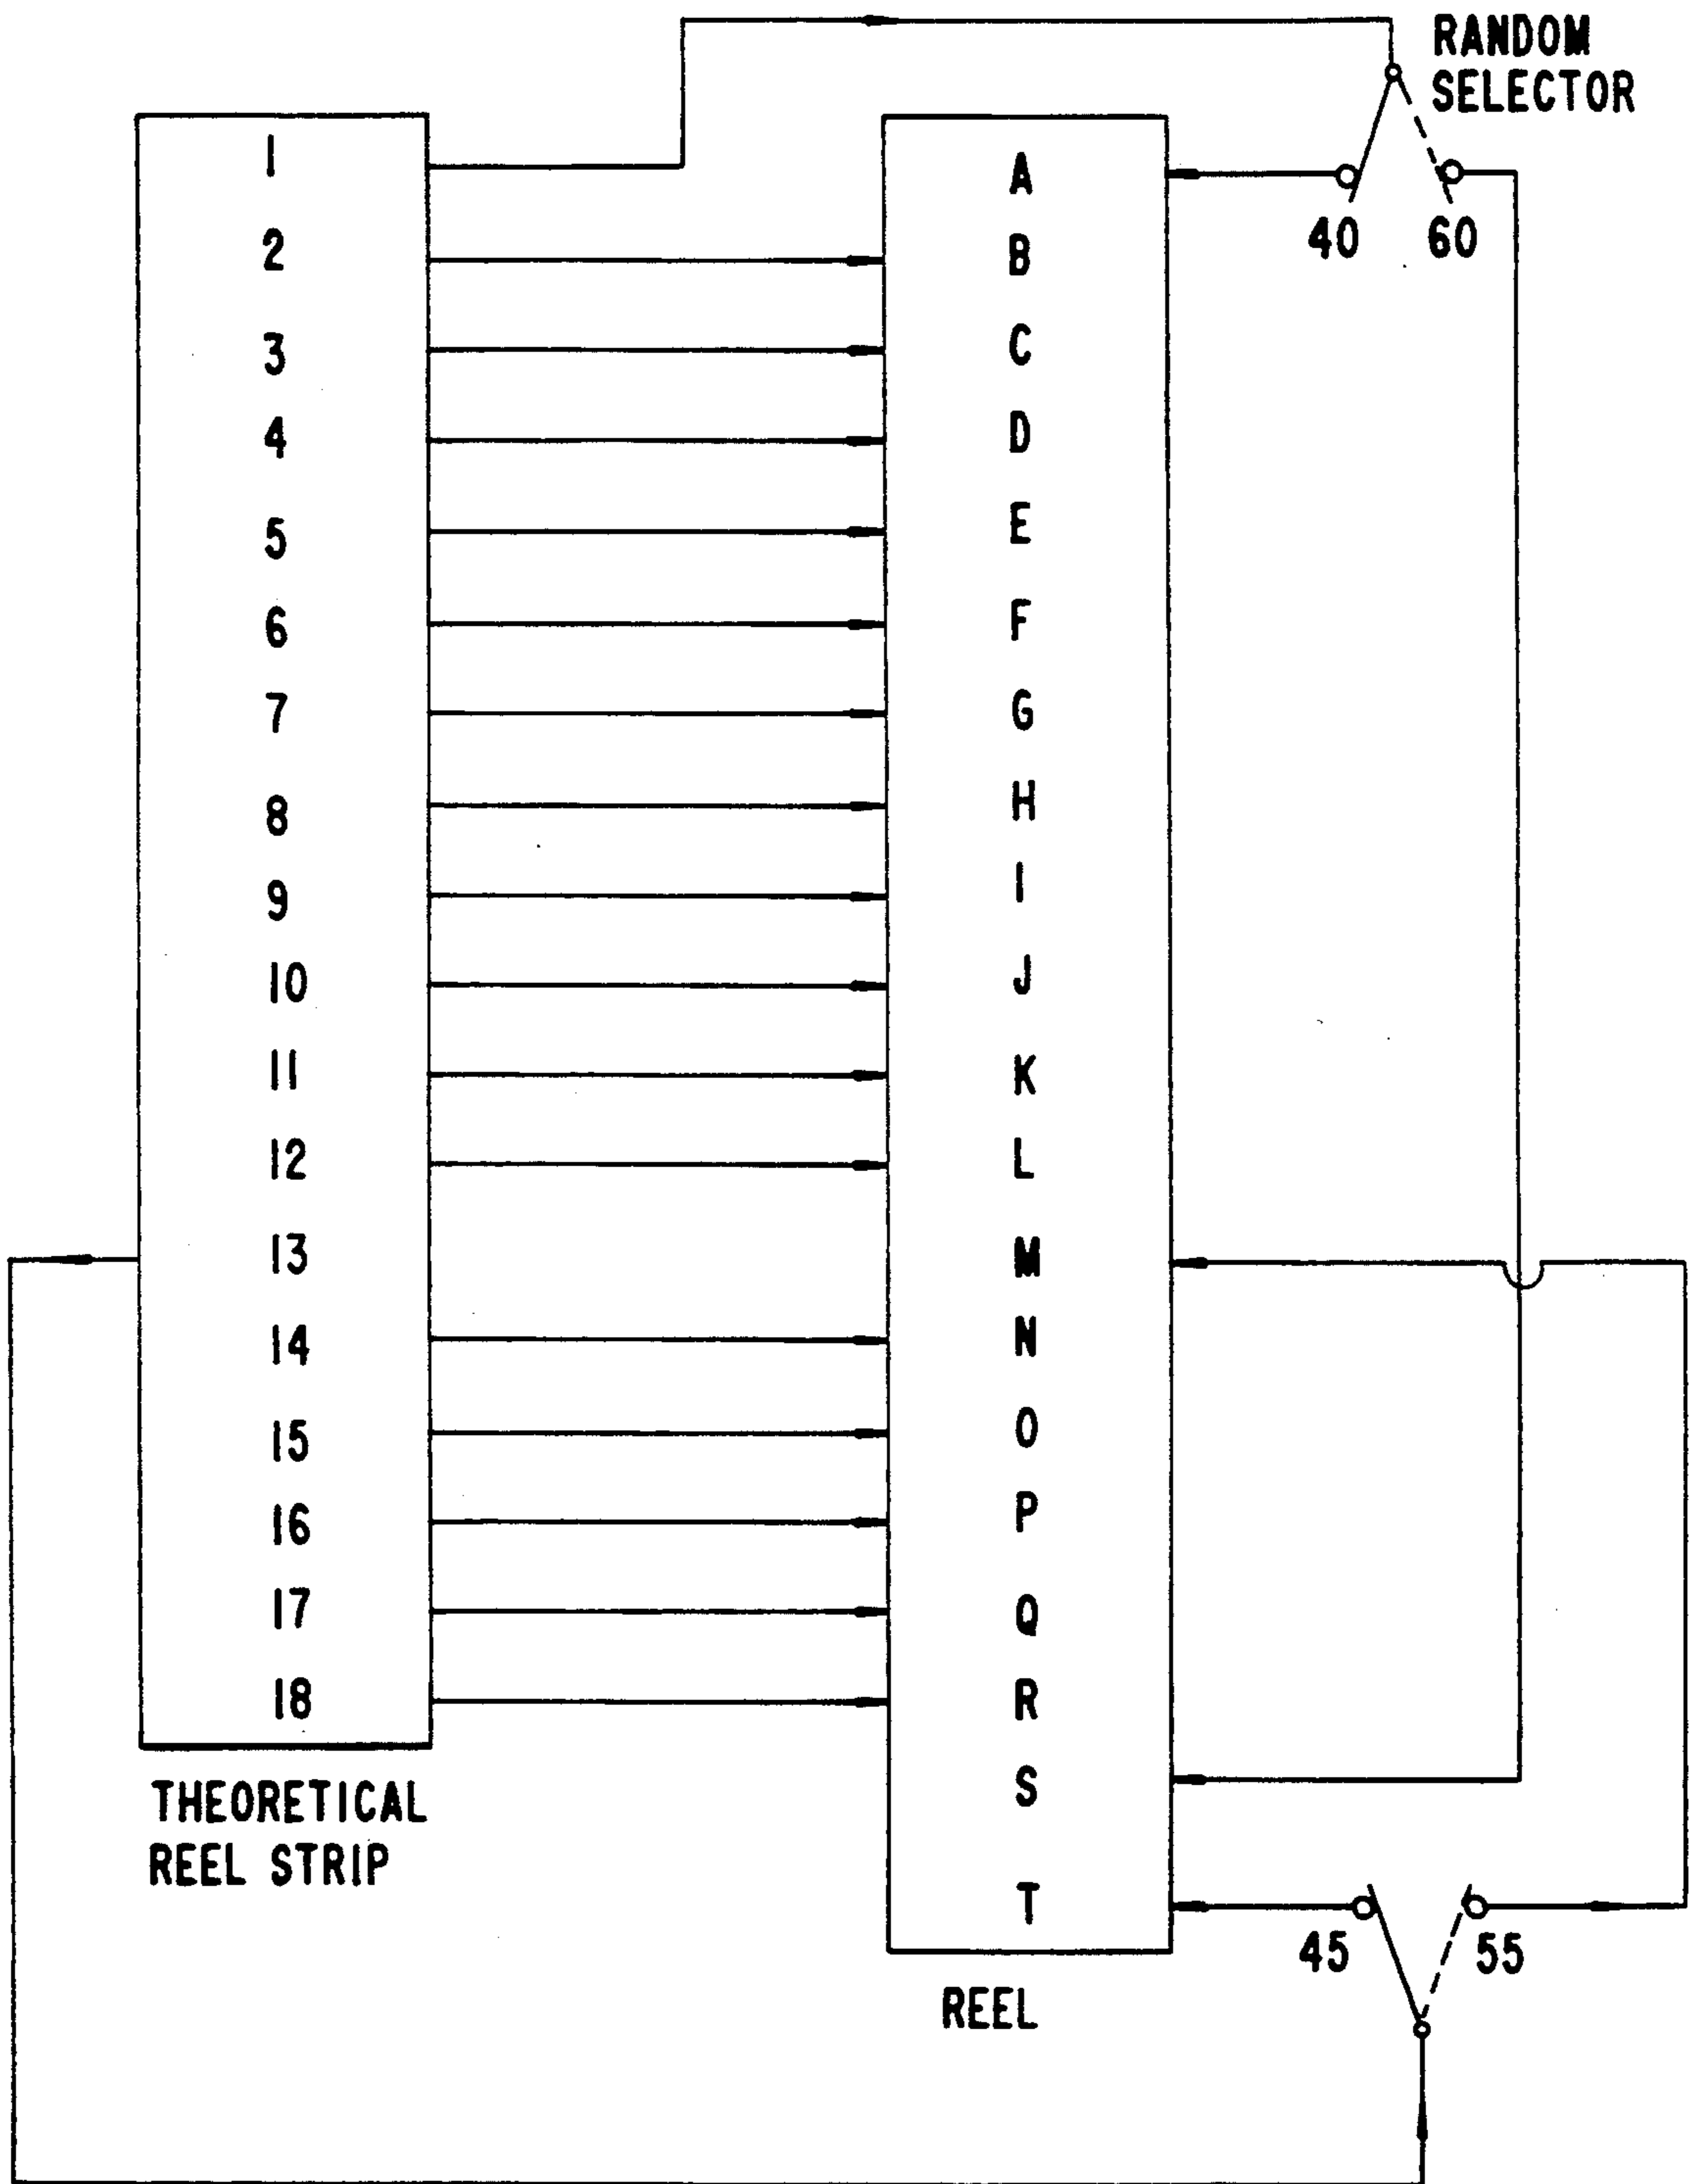 RANDOM
SELECTOR
40 60
1
2
3
4
5
6
7
8
9
10
11
12
13
14
15
16
17
18
THEORETICAL
REEL STRIP
A
B
C
D
E
F
G
H
I
J
K
L
M
N
O
P
Q
R
S
T
REEL
45 55